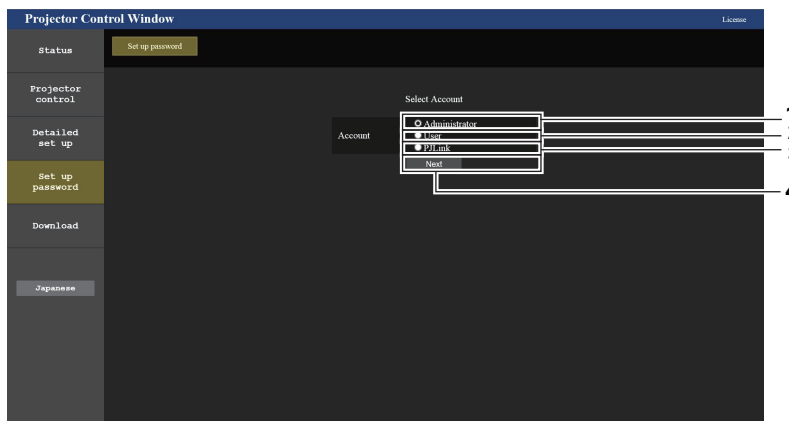 Projector Control Window
License
Status
Set up password
Projector
control
Select Account
Administrator
Account
User
PJLink
Next
Detailed
set up
Set up
password
Download
Japanese
4